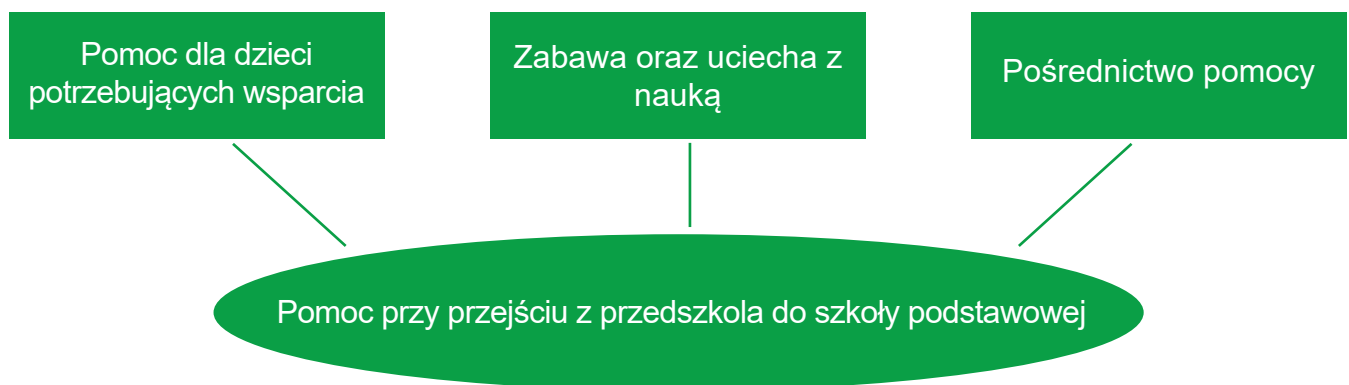 Pomoc dla dzieci
potrzebujących wsparcia
Zabawa oraz uciecha z
nauką
Pośrednictwo pomocy
Pomoc przy przejściu z przedszkola do szkoły podstawowej